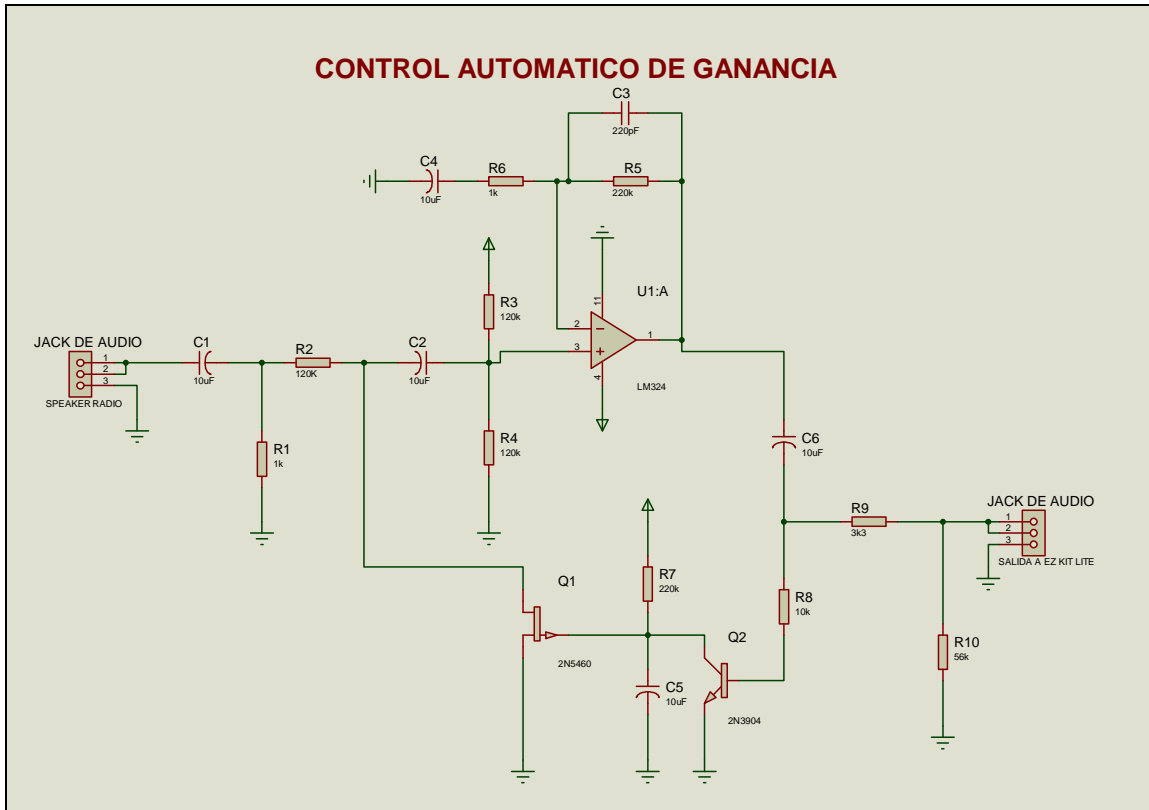 CONTROL AUTOMATICO DE GANANCIA
C3
220pF
C4
10uF
R6
1k
R5
220k
U1:A
11
2
3
1
4
LM324
R3
120k
JACK DE AUDIO
1
2
3
SPEAKER RADIO
C1
10uF
R2
120K
C2
10uF
R1
1k
R4
120k
C6
10uF
JACK DE AUDIO
1
2
3
SALIDA A EZ KIT LITE
R9
3k3
R7
220k
Q1
2N5460
R8
10k
Q2
2N3904
C5
10uF
R10
56k